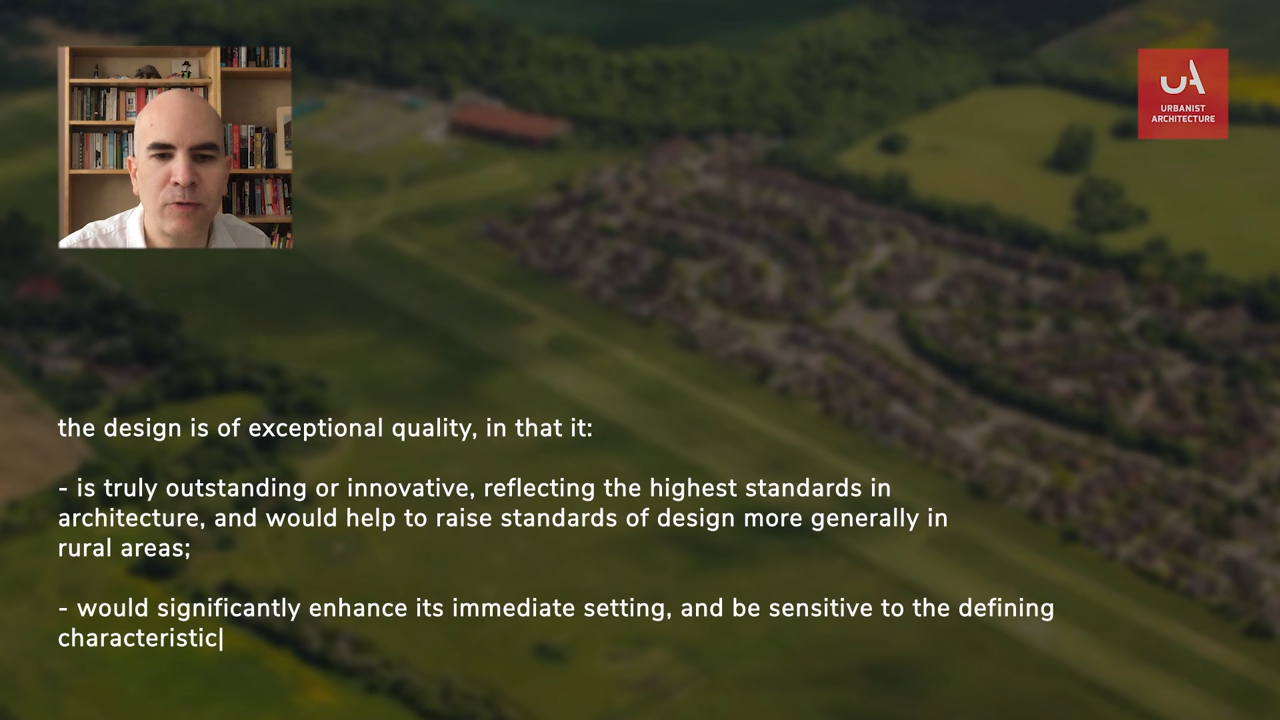 UA
URBANIST
ARCHITECTURE
the design is of exceptional quality, in that it:
- is truly outstanding or innovative, reflecting the highest standards in
architecture, and would help to raise standards of design more generally in
rural areas;
- would significantly enhance its immediate setting, and be sensitive to the defining
characteristic|